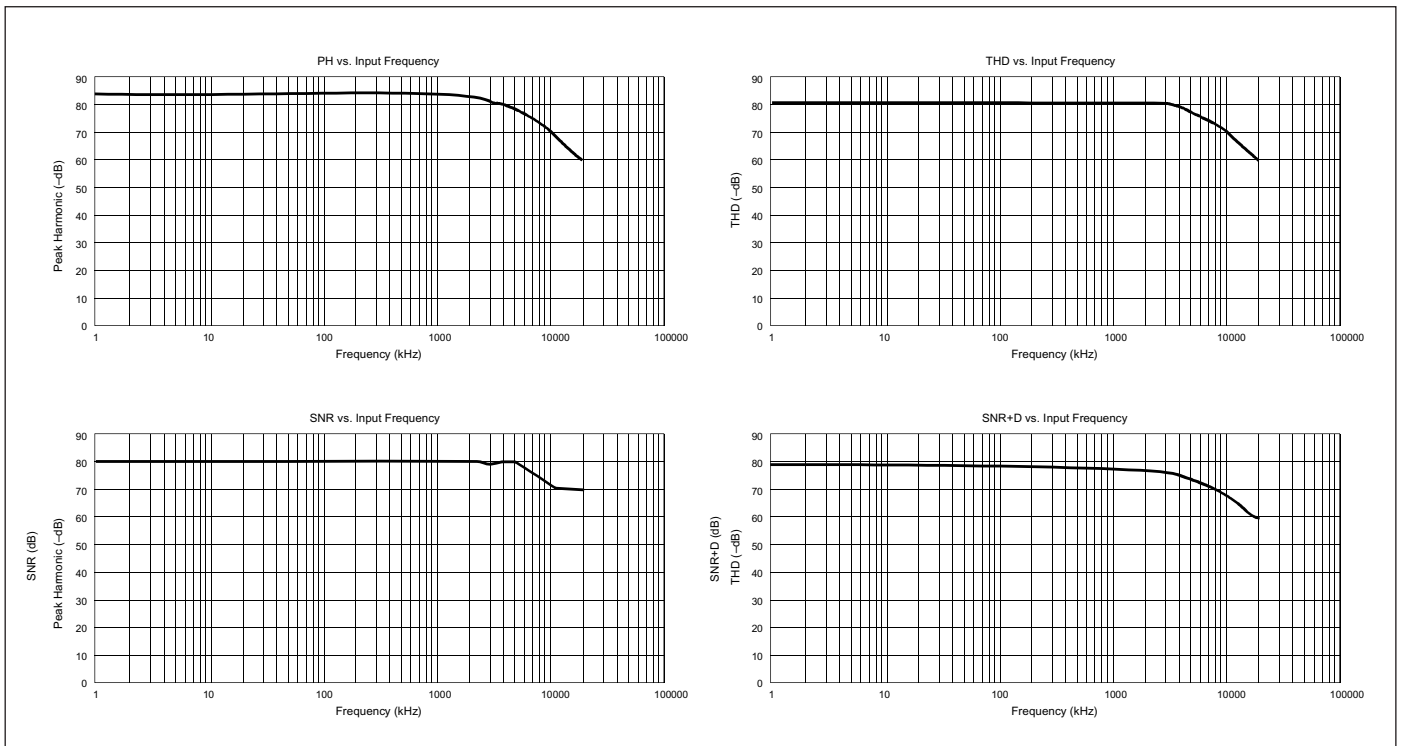 PH vs. Input Frequency
90
80
70
60
50
40
30
20
10
0
Peak Harmonic (–dB)
1 10 100 1000 10000 100000
Frequency (kHz)
THD vs. Input Frequency
90
80
70
60
50
40
30
20
10
0
THD (–dB)
1 10 100 1000 10000 100000
Frequency (kHz)
SNR vs. Input Frequency
90
80
70
60
50
40
30
20
10
0
SNR (dB)
Peak Harmonic (–dB)
1 10 100 1000 10000 100000
Frequency (kHz)
SNR+D vs. Input Frequency
90
80
70
60
50
40
30
20
10
0
SNR+D (dB)
THD (–dB)
1 10 100 1000 10000 100000
Frequency (kHz)